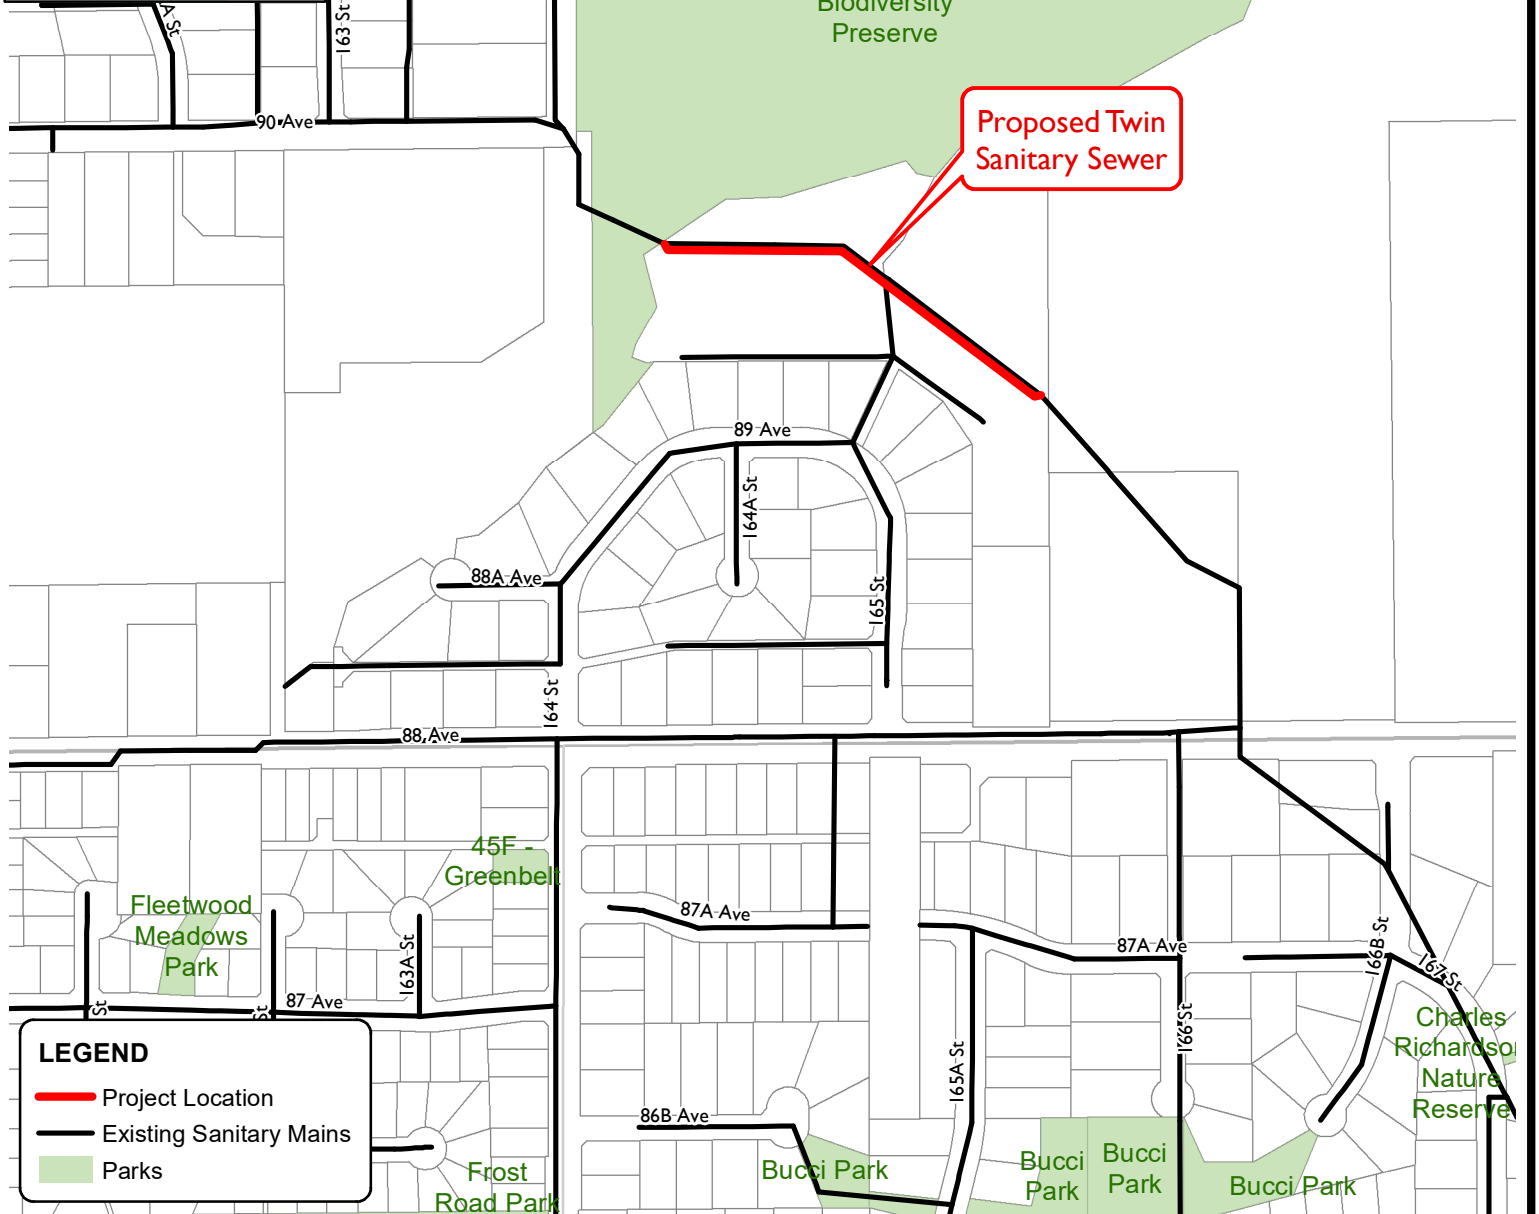 Biodiversity
Preserve
A St
163 St
90 Ave
Proposed Twin
Sanitary Sewer
89 Ave
164A St
88A Ave
165 St
164 St
88 Ave
45F -
Greenbelt
Fleetwood
Meadows
Park
87A Ave
87A Ave
163A St
166B St
167 St
St
St
87 Ave
166 St
Charles
Richardson
Nature
Reserve
165A St
86B Ave
LEGEND
Project Location
Existing Sanitary Mains
Parks
Frost
Road Park
Bucci Park
Bucci
Park
Bucci
Park
Bucci Park